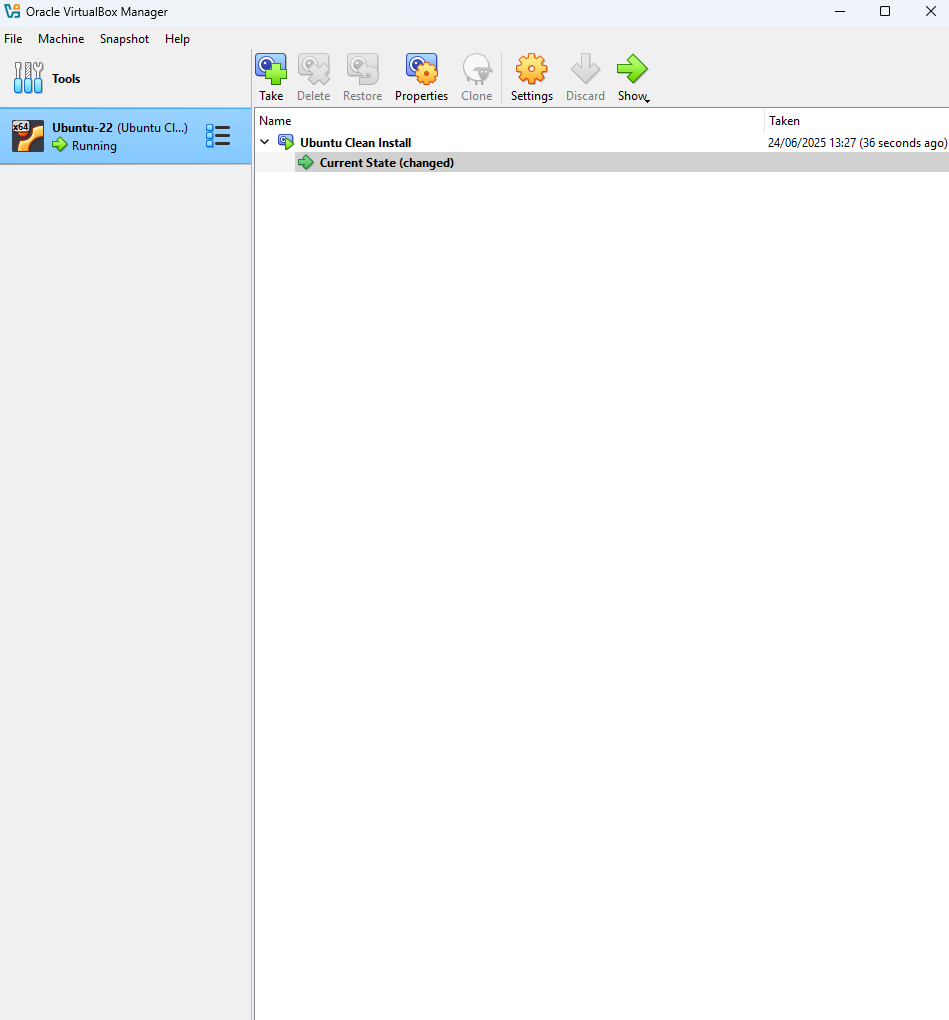 Oracle VirtualBox Manager
File Machine Snapshot Help
Tools
Take Delete Restore Properties Clone Settings Discard Show
x64
Ubuntu-22 (Ubuntu Cl...)
Running
Name Taken
Ubuntu Clean Install 24/06/2025 13:27 (36 seconds ago)
Current State (changed)